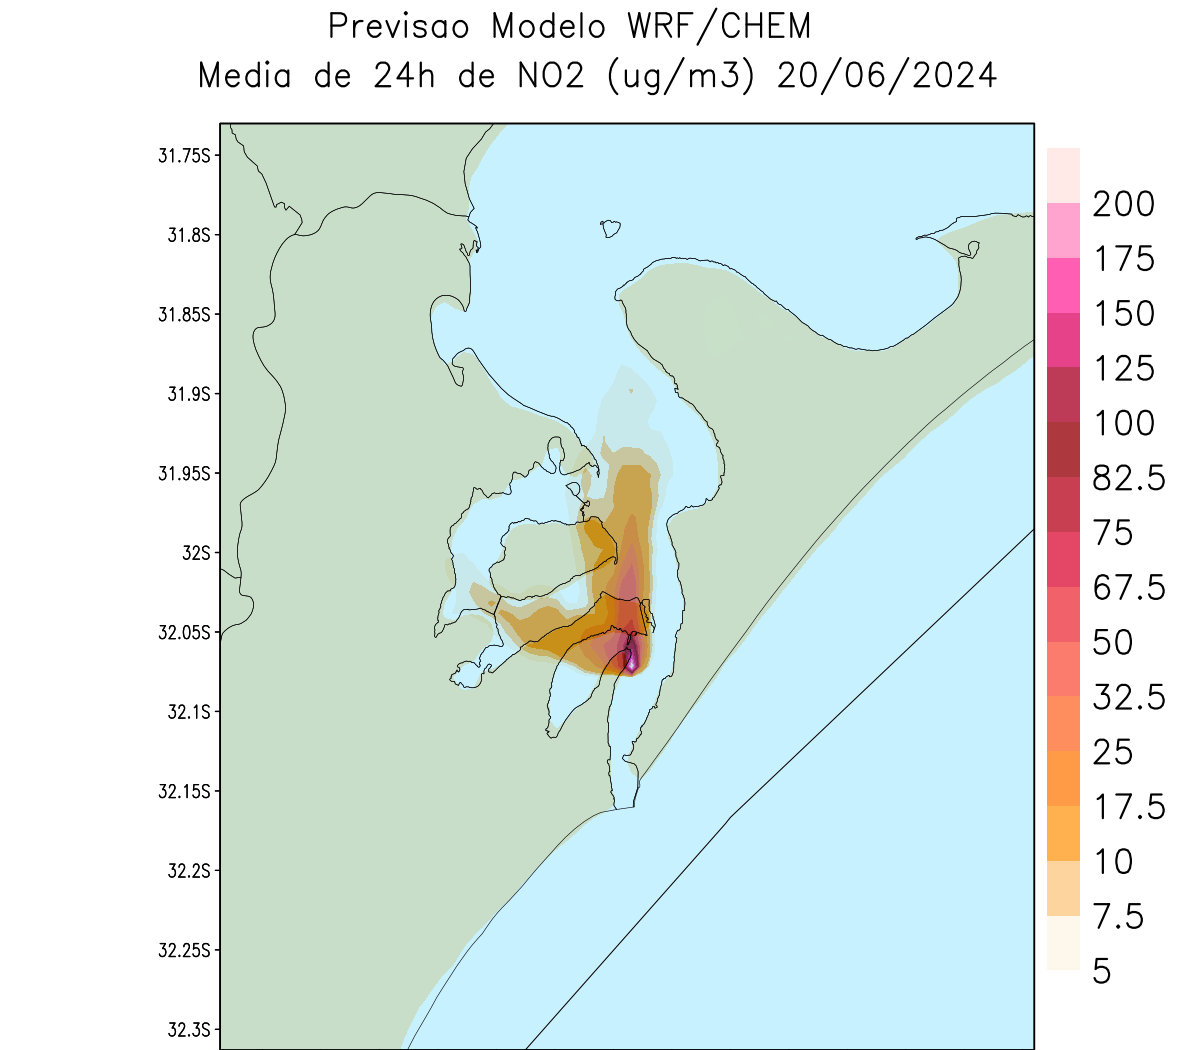 Previsao Modelo WRF/CHEM
Media de 24h de NO2 (ug/m3) 20/06/2024
31.75S
31.8S
31.85S
31.9S
31.95S
32S
32.05S
32.1S
32.15S
32.2S
32.25S
32.3S
200
175
150
125
100
82.5
75
67.5
50
32.5
25
17.5
10
7.5
5